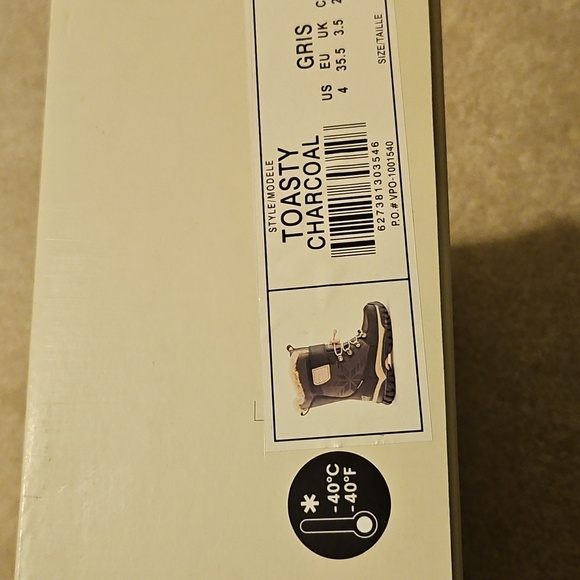 STYLE/MODELE
TOASTY
CHARCOAL GRIS
US EU UK
4 35.5 3.5
SIZE/TAILLE
627381303546
P.O.# VPO-1001540
-40°C
-40°F